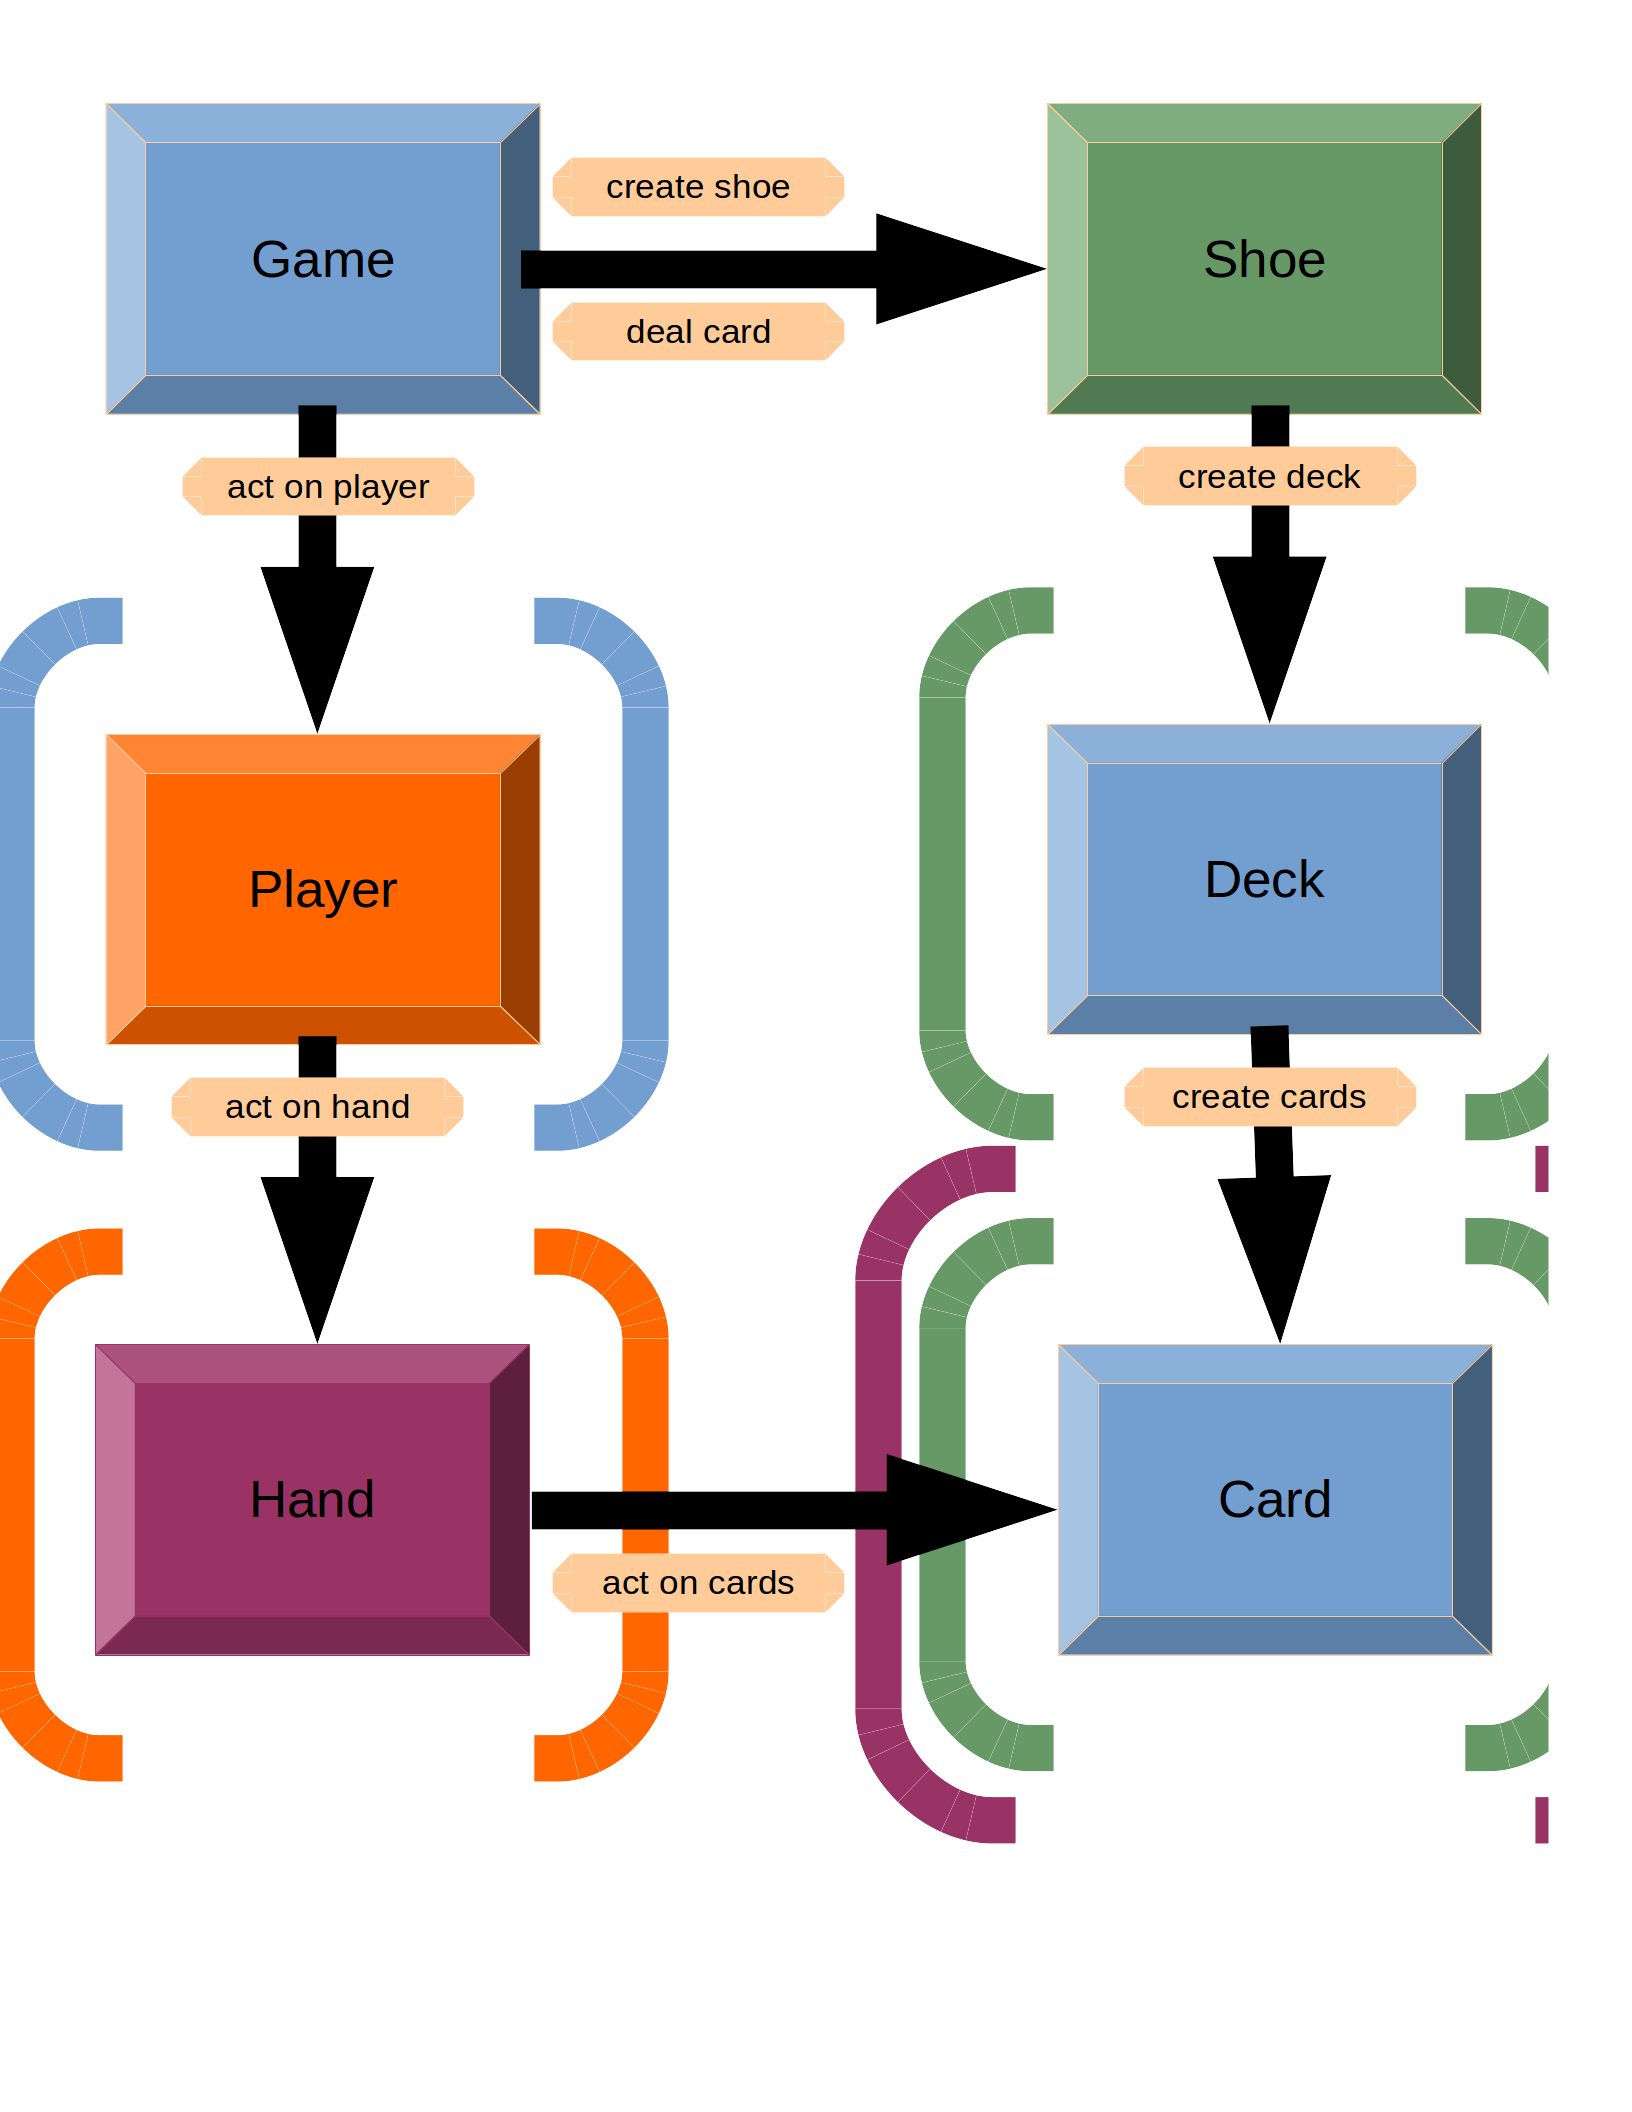 Game
create shoe
deal card
Shoe
act on player
create deck
Player
Deck
act on hand
create cards
Hand
act on cards
Card